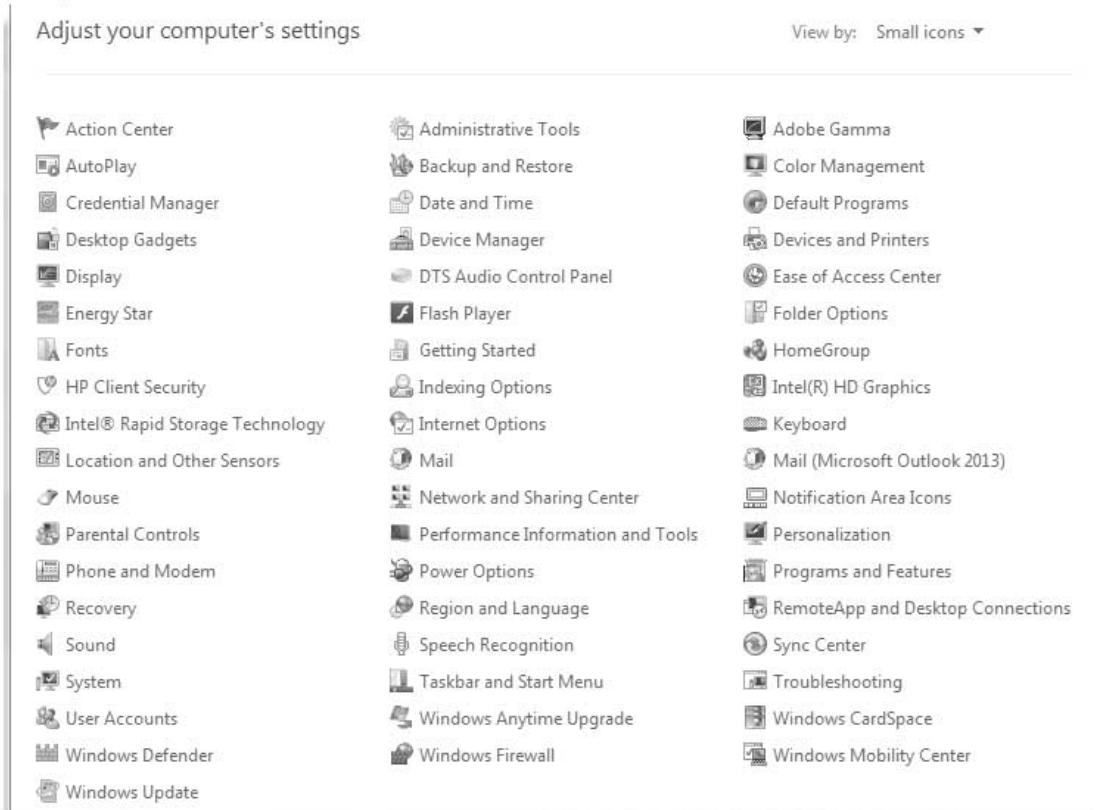 Adjust your computer's settings View by: Small icons
Action Center Administrative Tools Adobe Gamma
AutoPlay Backup and Restore Color Management
Credential Manager Date and Time Default Programs
Desktop Gadgets Device Manager Devices and Printers
Display DTS Audio Control Panel Ease of Access Center
Energy Star Flash Player Folder Options
Fonts Getting Started HomeGroup
HP Client Security Indexing Options Intel(R) HD Graphics
Intel® Rapid Storage Technology Internet Options Keyboard
Location and Other Sensors Mail Mail (Microsoft Outlook 2013)
Mouse Network and Sharing Center Notification Area Icons
Parental Controls Performance Information and Tools Personalization
Phone and Modem Power Options Programs and Features
Recovery Region and Language RemoteApp and Desktop Connections
Sound Speech Recognition Sync Center
System Taskbar and Start Menu Troubleshooting
User Accounts Windows Anytime Upgrade Windows CardSpace
Windows Defender Windows Firewall Windows Mobility Center
Windows Update